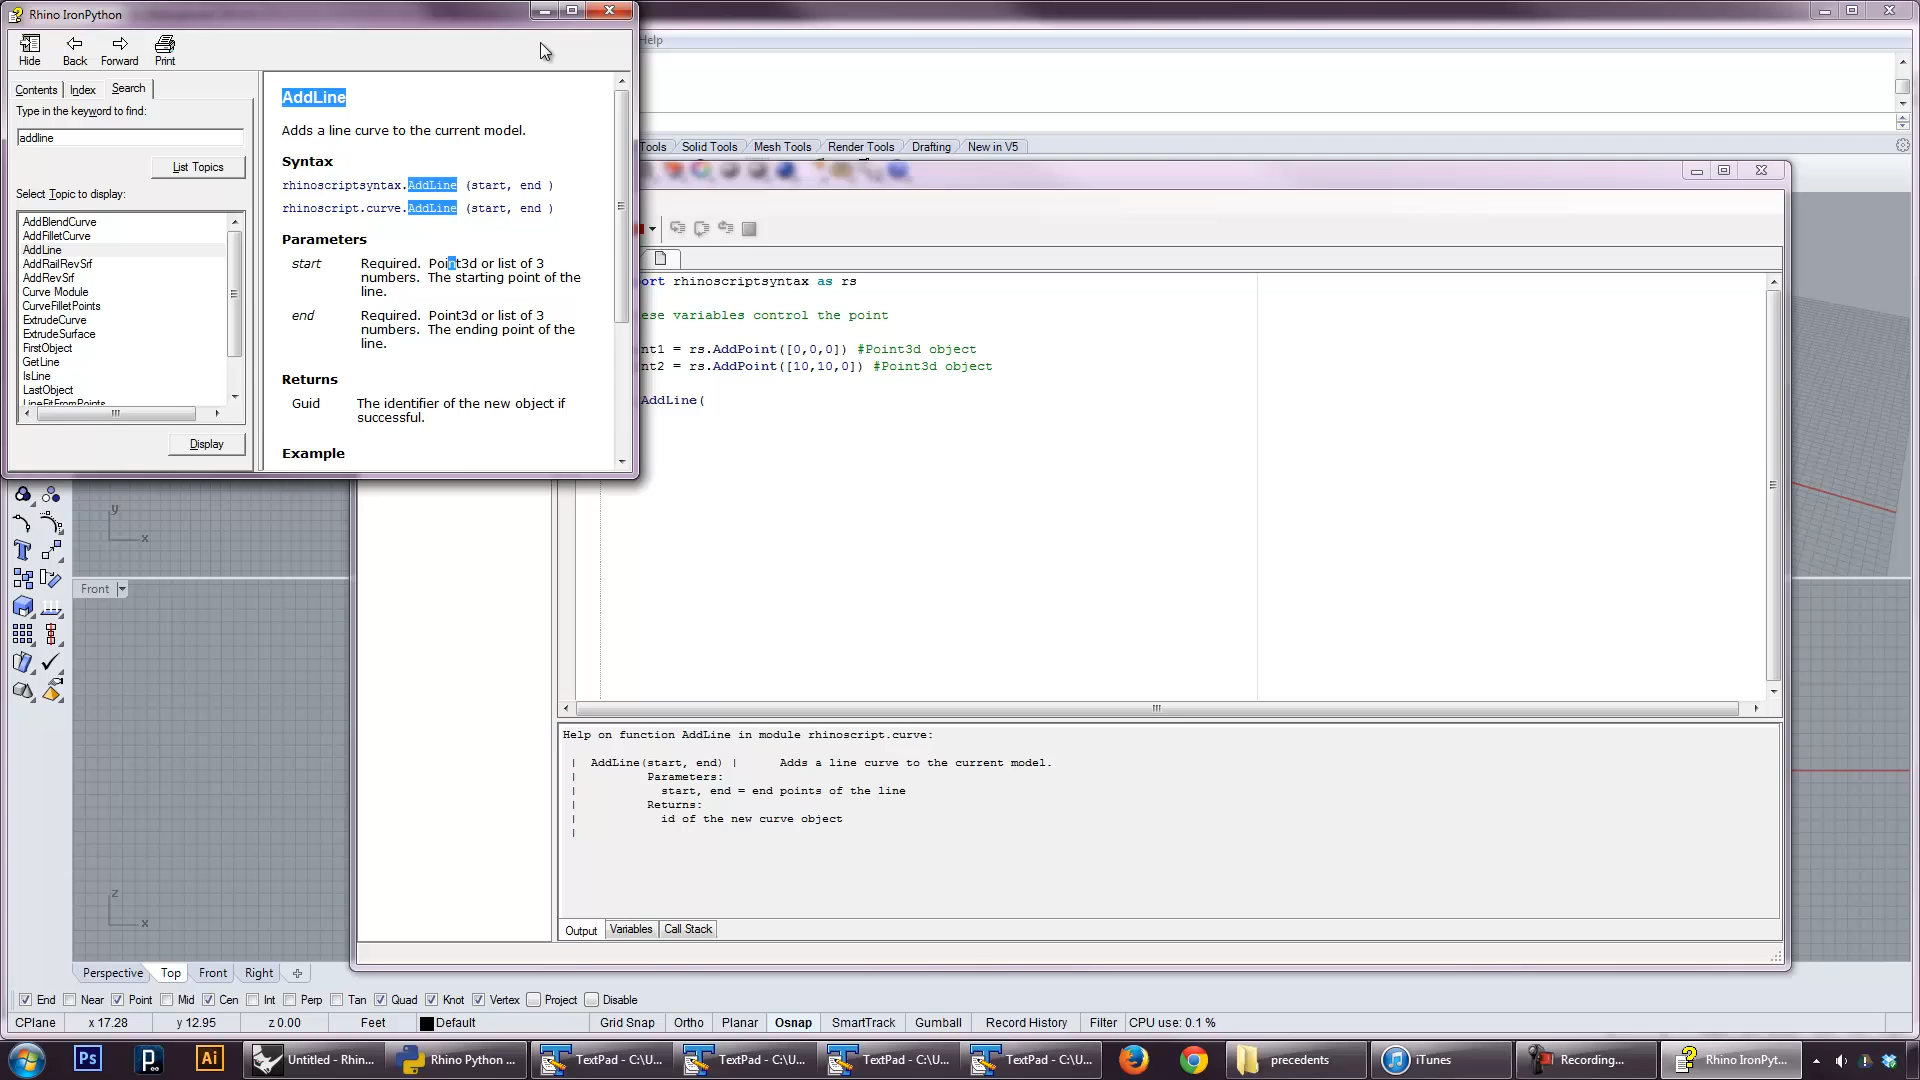 Rhino IronPython
Hide
Back
Forward
Print
Contents
Index
Search
Type in the keyword to find:
addline
List Topics
Select Topic to display:
AddBlendCurve
AddFilletCurve
AddLine
AddRailRevSrf
AddRevSrf
Curve Module
CurveFilletPoints
ExtrudeCurve
ExtrudeSurface
FirstObject
GetLine
IsLine
LastObject
LineFitFromPoints
Display
AddLine
Adds a line curve to the current model.
Syntax
rhinoscriptsyntax.AddLine (start, end )
rhinoscript.curve.AddLine (start, end )
Parameters
start Required. Point3d or list of 3
numbers. The starting point of the
line.
end Required. Point3d or list of 3
numbers. The ending point of the
line.
Returns
Guid The identifier of the new object if
successful.
Example
Help
Tools
Solid Tools
Mesh Tools
Render Tools
Drafting
New in V5
ort rhinoscriptsyntax as rs
ese variables control the point
nt1 = rs.AddPoint([0,0,0]) #Point3d object
nt2 = rs.AddPoint([10,10,0]) #Point3d object
AddLine(
Help on function AddLine in module rhinoscript.curve:
| AddLine(start, end) | Adds a line curve to the current model.
| Parameters:
| start, end = end points of the line
| Returns:
| id of the new curve object
|
Output
Variables
Call Stack
y
x
Front
z
x
Perspective
Top
Front
Right
End
Near
Point
Mid
Cen
Int
Perp
Tan
Quad
Knot
Vertex
Project
Disable
CPlane
x 17.28
y 12.95
z 0.00
Feet
Default
Grid Snap
Ortho
Planar
Osnap
SmartTrack
Gumball
Record History
Filter
CPU use: 0.1 %
Ps
Ai
Untitled - Rhin...
Rhino Python ...
TextPad - C:\U...
TextPad - C:\U...
TextPad - C:\U...
TextPad - C:\U...
precedents
iTunes
Recording...
Rhino IronPyt...